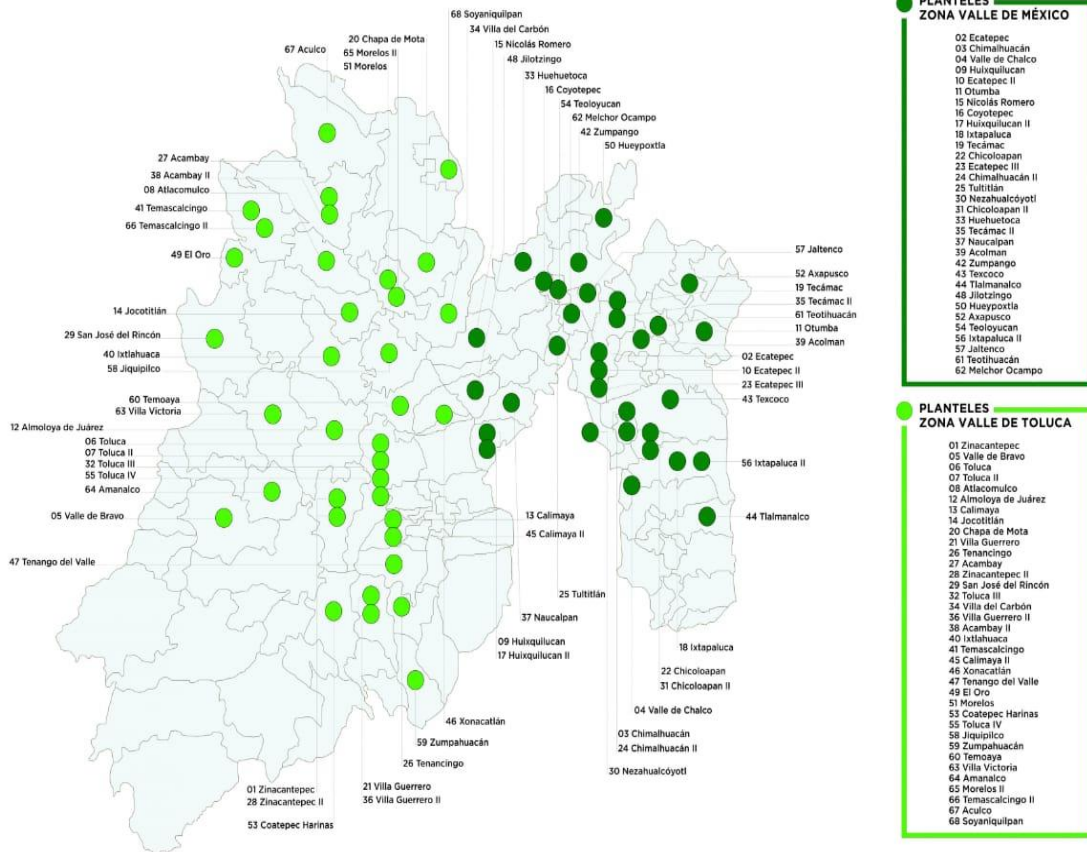 68 Soyaniquilpan
34 Villa del Carbón
20 Chapa de Mota
15 Nicolás Romero
67 Aculco
65 Morelos II
48 Jilotzingo
51 Morelos
33 Huehuetoca
16 Coyotepec
54 Teoloyucan
62 Melchor Ocampo
42 Zumpango
50 Hueypoxtla
27 Acambay
38 Acambay II
08 Atlacomulco
41 Temascalcingo
66 Temascalcingo II
49 El Oro
14 Jocotitlán
29 San José del Rincón
40 Ixtlahuaca
58 Jiquipilco
60 Temoaya
63 Villa Victoria
12 Almoloya de Juárez
06 Toluca
07 Toluca II
32 Toluca III
55 Toluca IV
64 Amanalco
05 Valle de Bravo
47 Tenango del Valle
57 Jaltenco
52 Axapusco
19 Tecámac
35 Tecámac II
61 Teotihuacán
11 Otumba
39 Acolman
02 Ecatepec
10 Ecatepec II
23 Ecatepec III
43 Texcoco
56 Ixtapaluca II
44 Tlalmanalco
13 Calimaya
45 Calimaya II
25 Tultitlán
37 Naucalpan
09 Huixquilucan
17 Huixquilucan II
18 Ixtapaluca
22 Chicoloapan
31 Chicoloapan II
04 Valle de Chalco
03 Chimalhuacán
24 Chimalhuacán II
30 Nezahualcóyotl
46 Xonacatlán
59 Zumpahuacán
26 Tenancingo
21 Villa Guerrero
36 Villa Guerrero II
01 Zinacantepec
28 Zinacantepec II
53 Coatepec Harinas
PLANTELES
ZONA VALLE DE MÉXICO
02 Ecatepec
03 Chimalhuacán
04 Valle de Chalco
09 Huixquilucan
10 Ecatepec II
11 Otumba
15 Nicolás Romero
16 Coyotepec
17 Huixquilucan II
18 Ixtapaluca
19 Tecámac
22 Chicoloapan
23 Ecatepec III
24 Chimalhuacán II
25 Tultitlán
30 Nezahualcóyotl
31 Chicoloapan II
33 Huehuetoca
35 Tecámac II
37 Naucalpan
39 Acolman
42 Zumpango
43 Texcoco
44 Tlalmanalco
48 Jilotzingo
50 Hueypoxtla
52 Axapusco
54 Teoloyucan
56 Ixtapaluca II
57 Jaltenco
61 Teotihuacán
62 Melchor Ocampo
PLANTELES
ZONA VALLE DE TOLUCA
01 Zinacantepec
05 Valle de Bravo
06 Toluca
07 Toluca II
08 Atlacomulco
12 Almoloya de Juárez
13 Calimaya
14 Jocotitlán
20 Chapa de Mota
21 Villa Guerrero
26 Tenancingo
27 Acambay
28 Zinacantepec II
29 San José del Rincón
32 Toluca III
34 Villa del Carbón
36 Villa Guerrero II
38 Acambay II
40 Ixtlahuaca
41 Temascalcingo
45 Calimaya II
46 Xonacatlán
47 Tenango del Valle
49 El Oro
51 Morelos
53 Coatepec Harinas
55 Toluca IV
58 Jiquipilco
59 Zumpahuacán
60 Temoaya
63 Villa Victoria
64 Amanalco
65 Morelos II
66 Temascalcingo II
67 Aculco
68 Soyaniquilpan